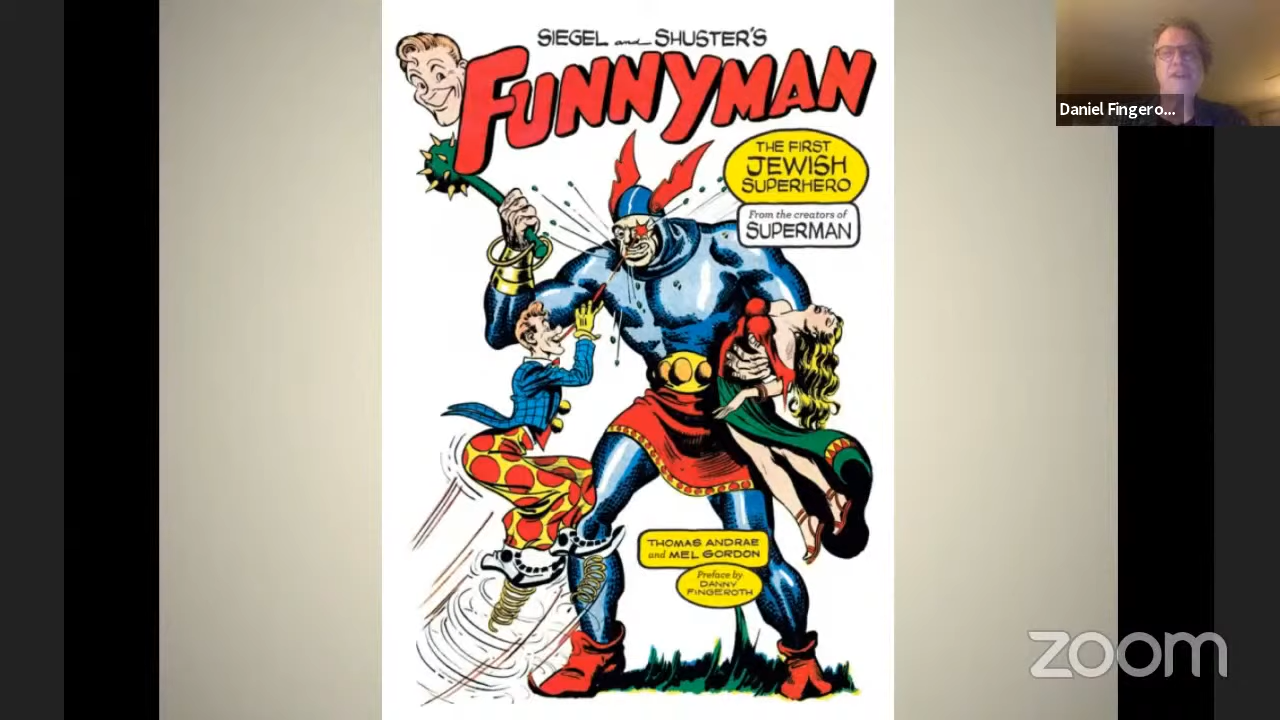 SIEGEL and SHUSTER'S
FUNNYMAN
THE FIRST
JEWISH
SUPERHERO
From the creators of
SUPERMAN
THOMAS ANDRAE
and MEL GORDON
Preface by
DANNY
FINGEROTH
Daniel Fingero...
zoom